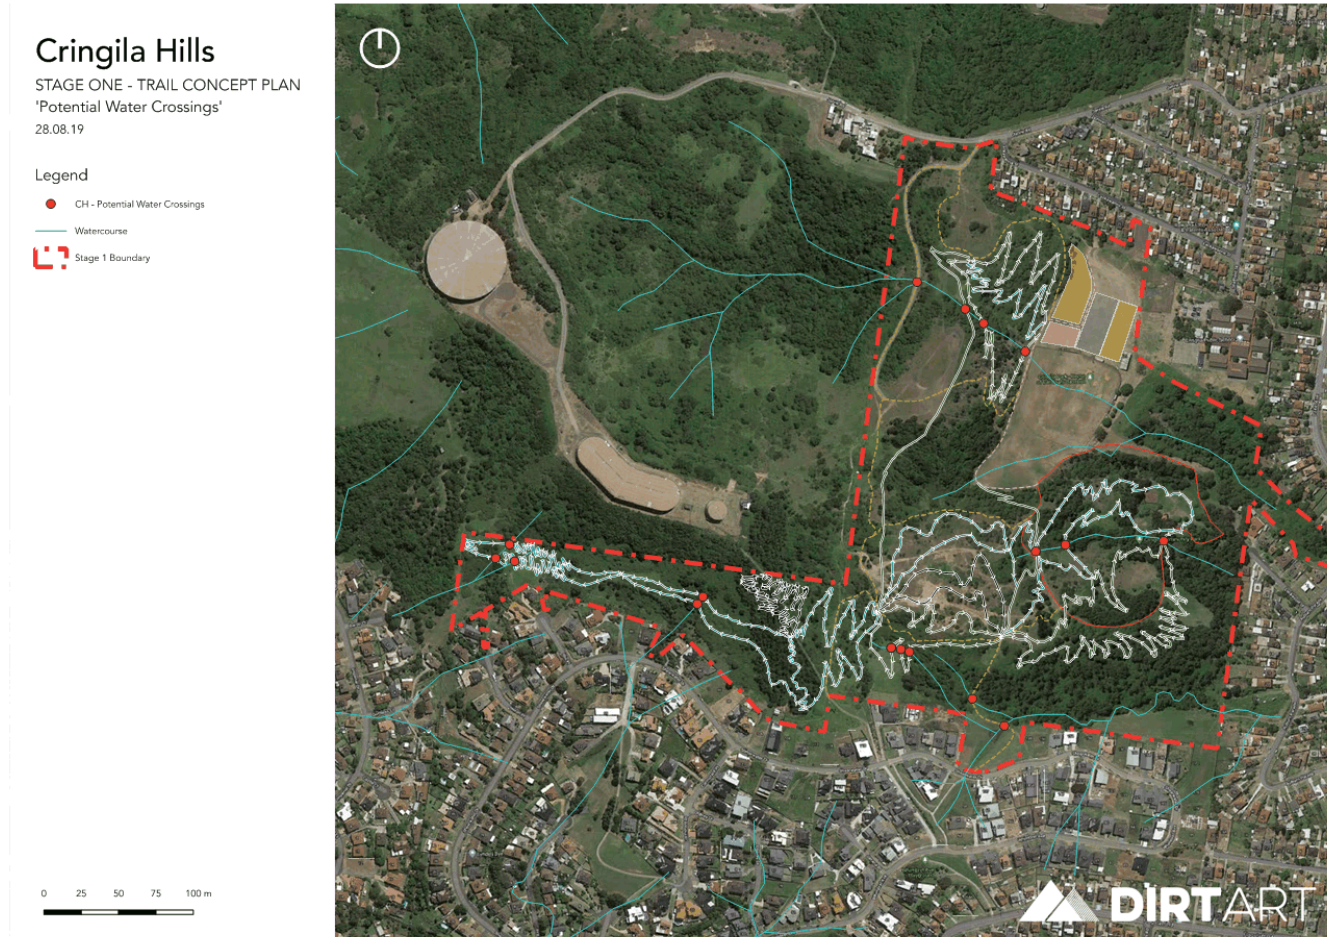 Cringila Hills
STAGE ONE - TRAIL CONCEPT PLAN
'Potential Water Crossings'
28.08.19
Legend
CH - Potential Water Crossings
Watercourse
Stage 1 Boundary
0 25 50 75 100 m
DIRTART